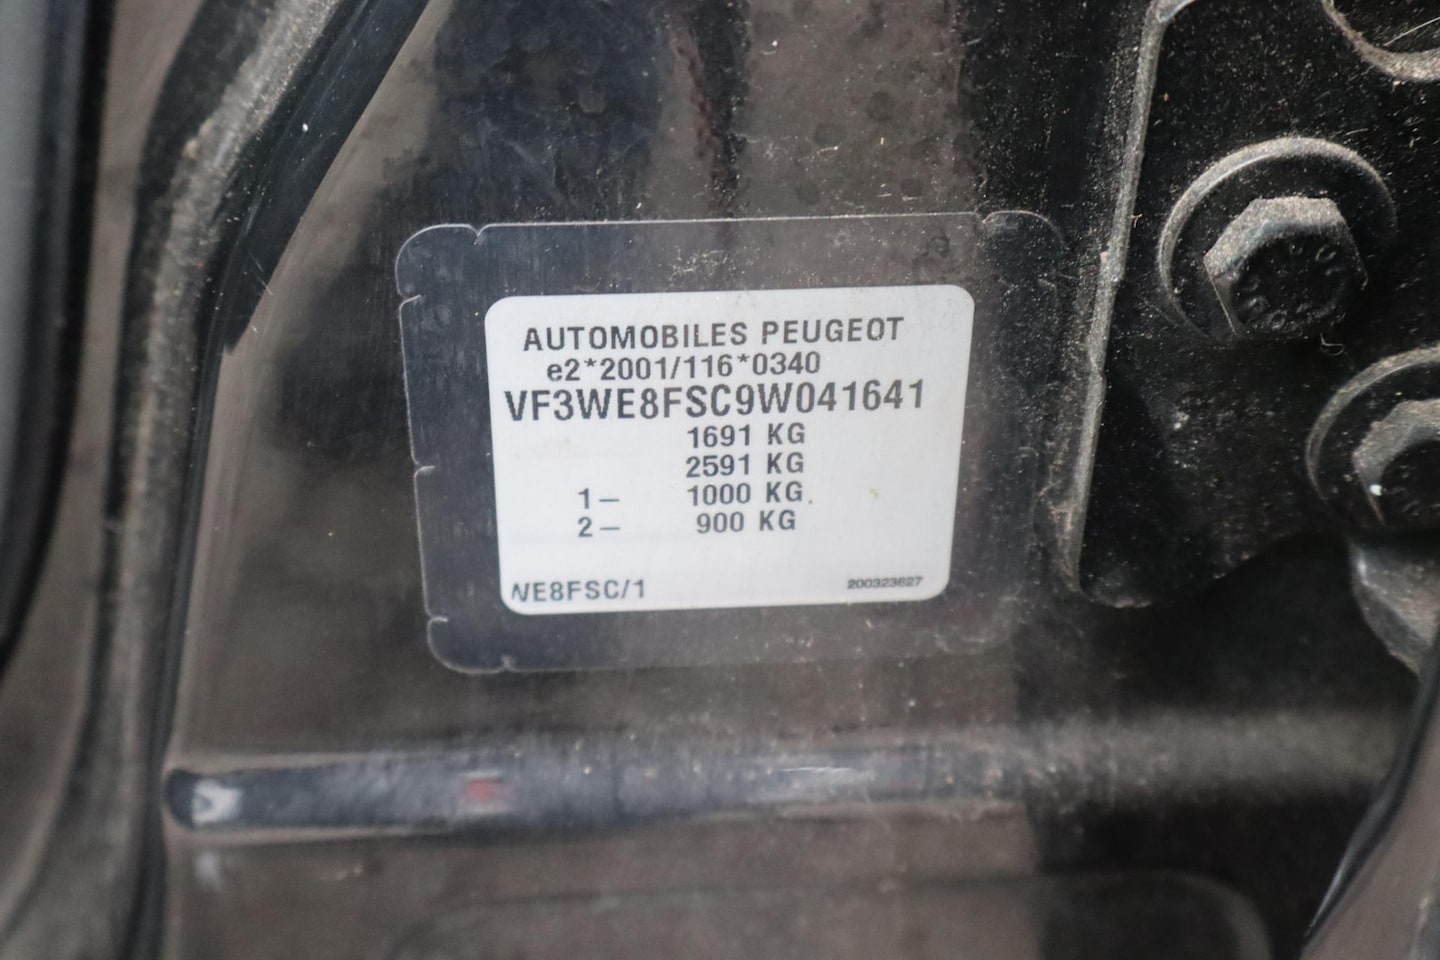 AUTOMOBILES PEUGEOT
e2*2001/116*0340
VF3WE8FSC9W041641
1691 KG
2591 KG
1– 1000 KG
2– 900 KG
WE8FSC/1
200323627